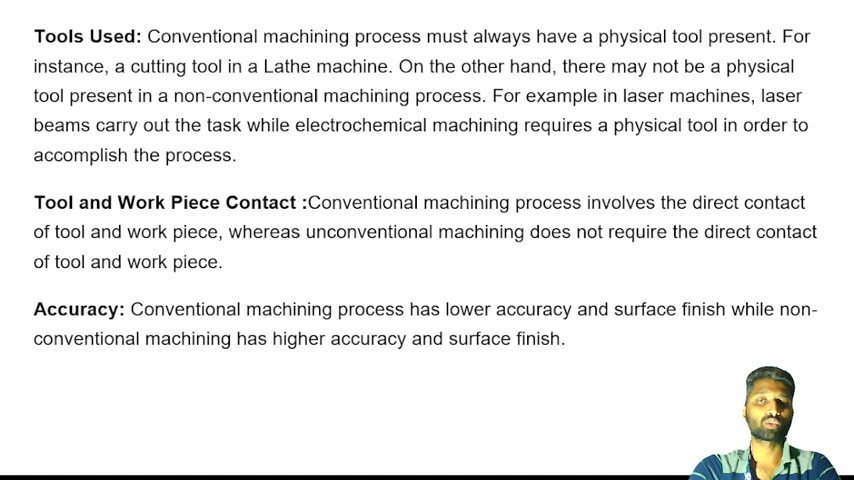 Tools Used: Conventional machining process must always have a physical tool present. For
instance, a cutting tool in a Lathe machine. On the other hand, there may not be a physical
tool present in a non-conventional machining process. For example in laser machines, laser
beams carry out the task while electrochemical machining requires a physical tool in order to
accomplish the process.
Tool and Work Piece Contact :Conventional machining process involves the direct contact
of tool and work piece, whereas unconventional machining does not require the direct contact
of tool and work piece.
Accuracy: Conventional machining process has lower accuracy and surface finish while non-
conventional machining has higher accuracy and surface finish.